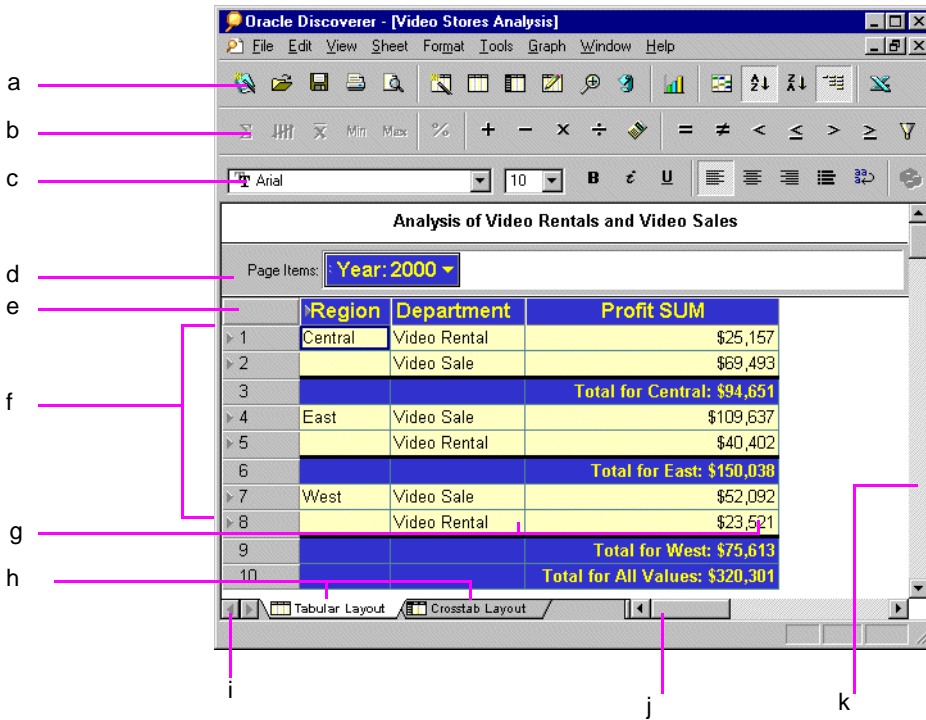 Oracle Discoverer - [Video Stores Analysis]
File Edit View Sheet Format Tools Graph Window Help
a
b
Σ x Min Max % + - × ÷ = ≠ < ≤ > ≥
c
Arial 10 B i U
Analysis of Video Rentals and Video Sales
d
Page Items: Year: 2000
e
Region Department Profit SUM
1 Central Video Rental $25,157
2 Video Sale $69,493
3 Total for Central: $94,651
f
4 East Video Sale $109,637
5 Video Rental $40,402
6 Total for East: $150,038
7 West Video Sale $52,092
g
8 Video Rental $23,521
9 Total for West: $75,613
h
10 Total for All Values: $320,301
Tabular Layout Crosstab Layout
i
j
k